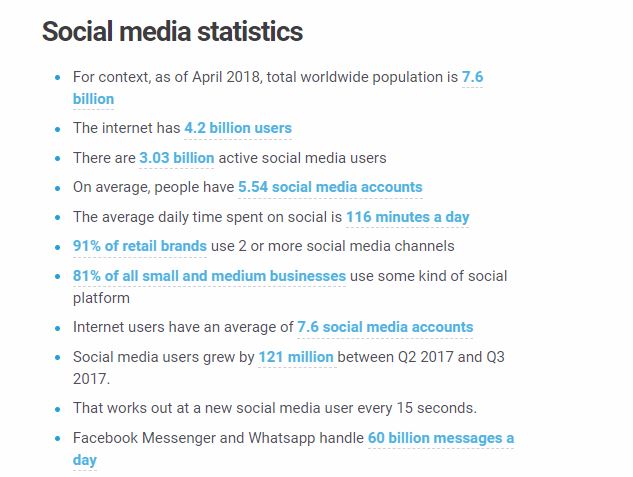 Social media statistics
For context, as of April 2018, total worldwide population is 7.6
billion
The internet has 4.2 billion users
There are 3.03 billion active social media users
On average, people have 5.54 social media accounts
The average daily time spent on social is 116 minutes a day
91% of retail brands use 2 or more social media channels
81% of all small and medium businesses use some kind of social
platform
Internet users have an average of 7.6 social media accounts
Social media users grew by 121 million between Q2 2017 and Q3
2017.
That works out at a new social media user every 15 seconds.
Facebook Messenger and Whatsapp handle 60 billion messages a
day